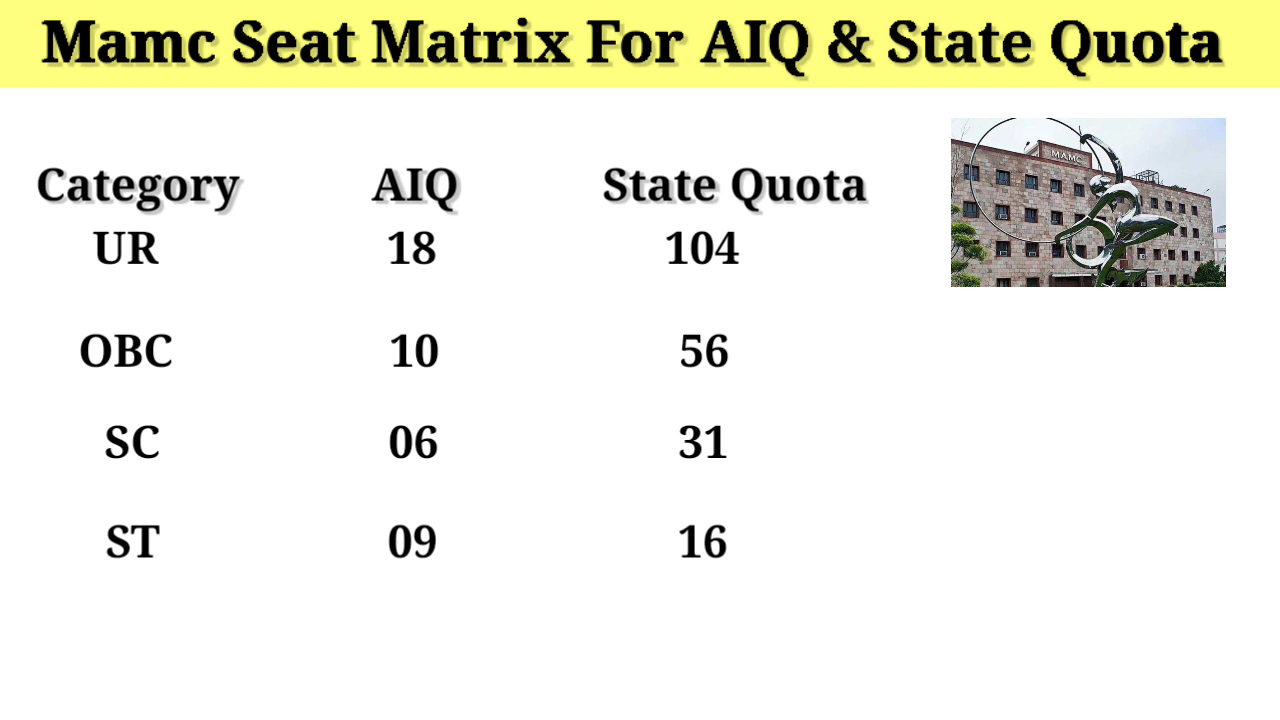 Mamc Seat Matrix For AIQ & State Quota
MAMC
Category AIQ State Quota
UR 18 104
OBC 10 56
SC 06 31
ST 09 16